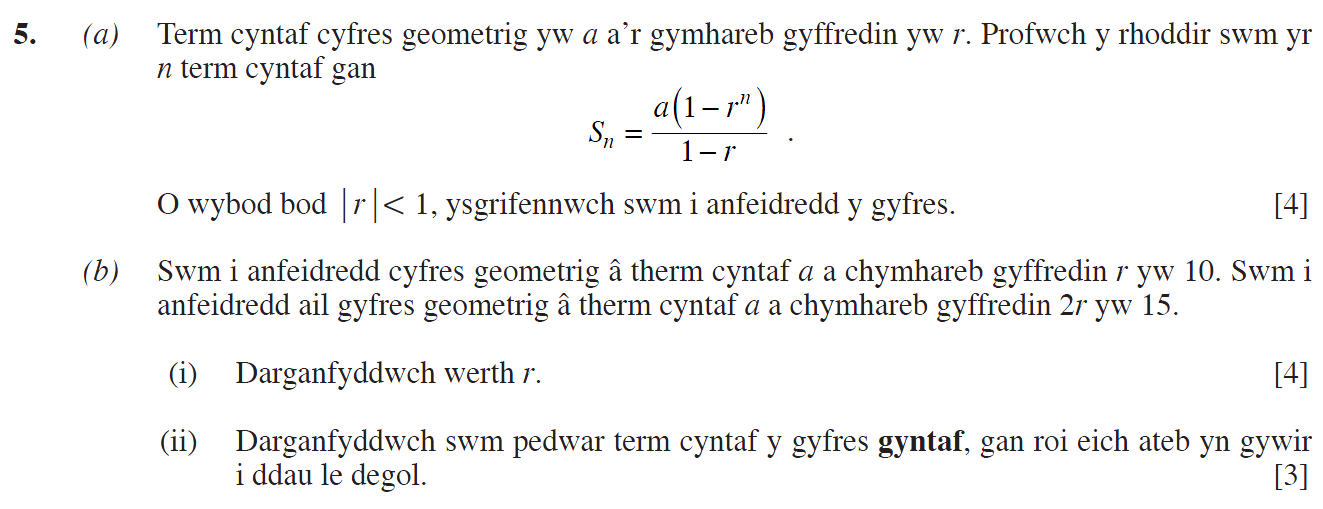 5. (a) Term cyntaf cyfres geometrig yw a a’r gymhareb gyffredin yw r. Profwch y rhoddir swm yr
n term cyntaf gan
Sₙ = a(1 – rⁿ) / (1 – r) .
O wybod bod |r| < 1, ysgrifennwch swm i anfeidredd y gyfres. [4]
(b) Swm i anfeidredd cyfres geometrig â therm cyntaf a a chymhareb gyffredin r yw 10. Swm i
anfeidredd ail gyfres geometrig â therm cyntaf a a chymhareb gyffredin 2r yw 15.
(i) Darganfyddwch werth r. [4]
(ii) Darganfyddwch swm pedwar term cyntaf y gyfres gyntaf, gan roi eich ateb yn gywir
i ddau le degol. [3]